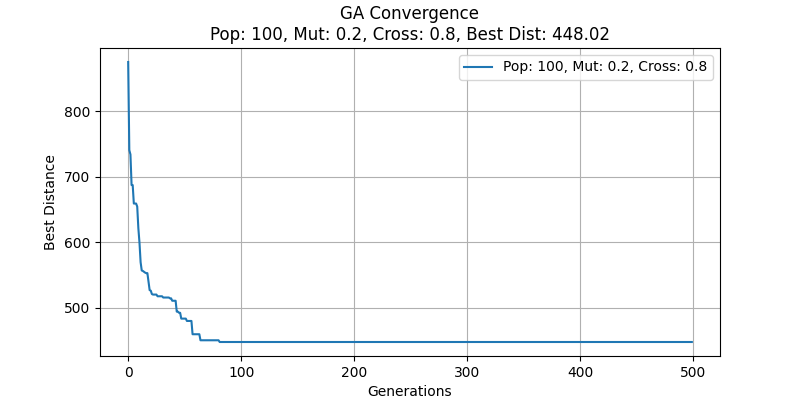 GA Convergence
Pop: 100, Mut: 0.2, Cross: 0.8, Best Dist: 448.02
Pop: 100, Mut: 0.2, Cross: 0.8
Best Distance
800
700
600
500
0 100 200 300 400 500
Generations